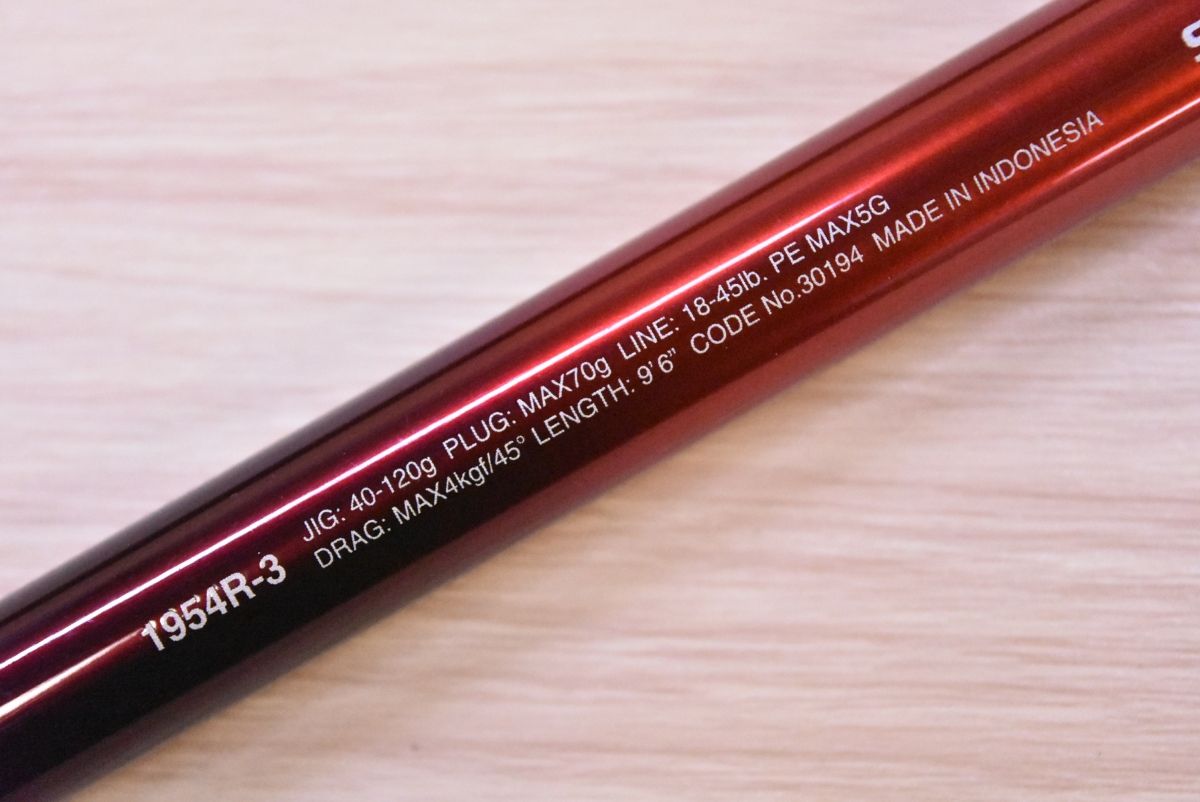 1954R-3
JIG: 40-120g PLUG: MAX70g LINE: 18-45lb. PE MAX5G
DRAG: MAX4kgf/45° LENGTH: 9'6" CODE No.30194 MADE IN INDONESIA